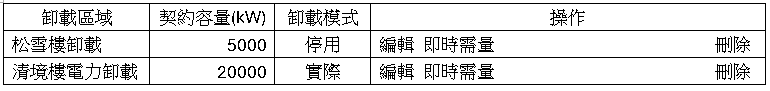 卸載區域 契約容量(kW) 卸載模式 操作
松雪樓卸載 5000 停用 編輯 即時需量 刪除
清境樓電力卸載 20000 實際 編輯 即時需量 刪除